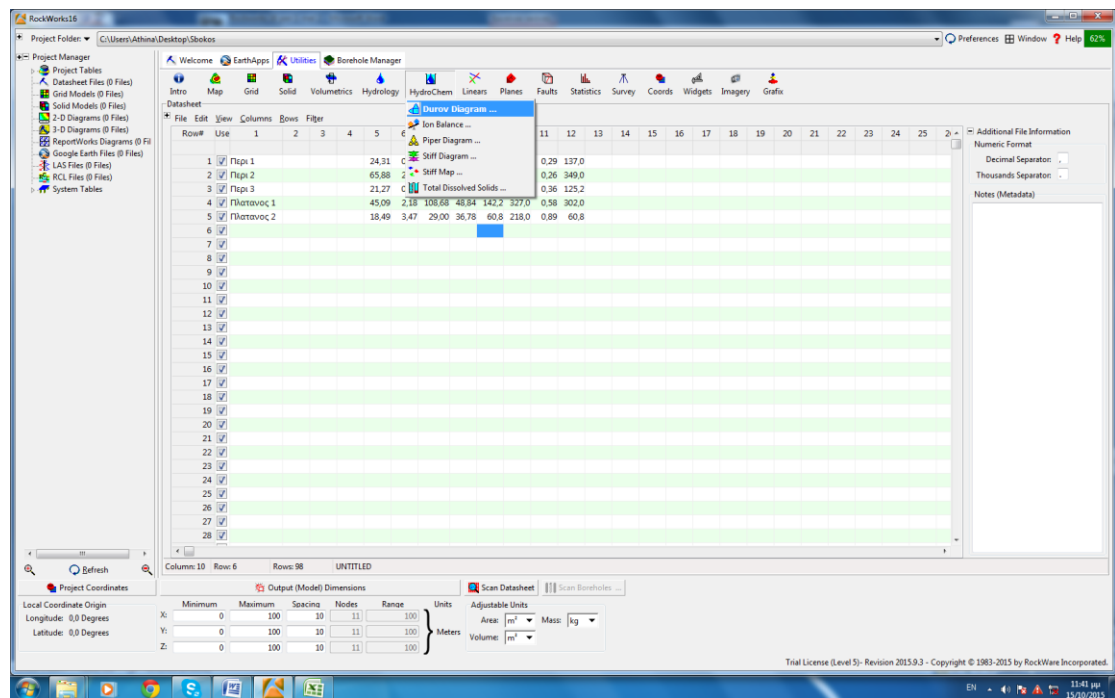 RockWorks16
Project Folder: C:\Users\Athina\Desktop\Sbokos Preferences Window Help 62%
Project Manager
Project Tables
Datasheet Files (0 Files)
Grid Models (0 Files)
Solid Models (0 Files)
2-D Diagrams (0 Files)
3-D Diagrams (0 Files)
ReportWorks Diagrams (0 Fil
Google Earth Files (0 Files)
LAS Files (0 Files)
RCL Files (0 Files)
System Tables
Welcome EarthApps Utilities Borehole Manager
Intro Map Grid Solid Volumetrics Hydrology HydroChem Linears Planes Faults Statistics Survey Coords Widgets Imagery Grafix
Datasheet
File Edit View Columns Rows Filter
Durov Diagram ...
Ion Balance ...
Piper Diagram ...
Stiff Diagram ...
Stiff Map ...
Total Dissolved Solids ...
Row# Use 1 2 3 4 5 6 11 12 13 14 15 16 17 18 19 20 21 22 23 24 25
1 Περι 1 24,31 0,29 137,0
2 Περι 2 65,88 0,26 349,0
3 Περι 3 21,27 0,36 125,2
4 Πλατανος 1 45,09 2,18 108,68 48,84 142,2 327,0 0,58 302,0
5 Πλατανος 2 18,49 3,47 29,00 36,78 60,8 218,0 0,89 60,8
6
7
8
9
10
11
12
13
14
15
16
17
18
19
20
21
22
23
24
25
26
27
28
Additional File Information
Numeric Format
Decimal Separator: ,
Thousands Separator: .
Notes (Metadata)
Refresh
Column: 10 Row: 6 Rows: 98 UNTITLED
Project Coordinates
Output (Model) Dimensions
Scan Datasheet Scan Boreholes ...
Local Coordinate Origin
Longitude: 0,0 Degrees
Latitude: 0,0 Degrees
Minimum Maximum Spacing Nodes Range Units
X: 0 100 10 11 100
Y: 0 100 10 11 100 Meters
Z: 0 100 10 11 100
Adjustable Units
Area: m² Mass: kg
Volume: m³
Trial License (Level 5)- Revision 2015.9.3 - Copyright © 1983-2015 by RockWare Incorporated.
EN 11:41 μμ
15/10/2015